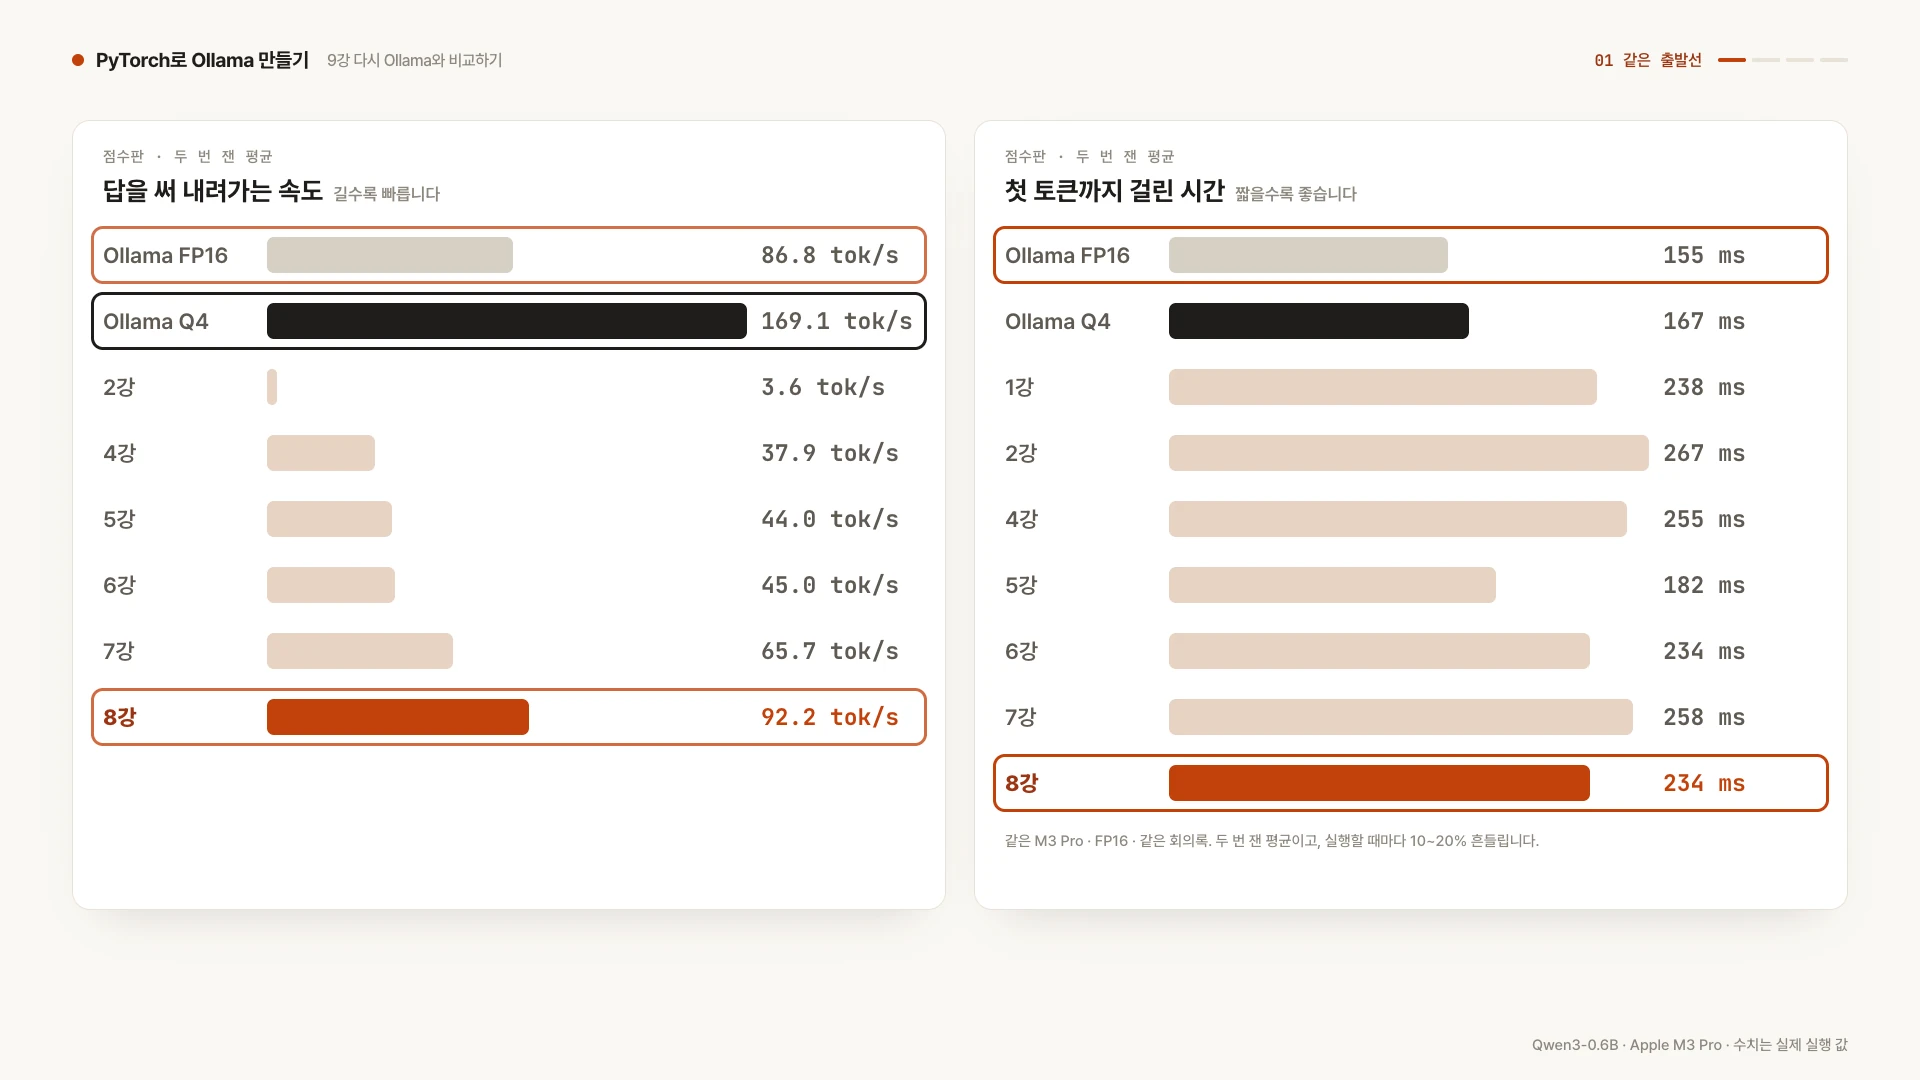 PyTorch로 Ollama 만들기 9강 다시 Ollama와 비교하기
01 같은 출발선
점수판 · 두 번 잰 평균
답을 써 내려가는 속도 길수록 빠릅니다
Ollama FP16 86.8 tok/s
Ollama Q4 169.1 tok/s
2강 3.6 tok/s
4강 37.9 tok/s
5강 44.0 tok/s
6강 45.0 tok/s
7강 65.7 tok/s
8강 92.2 tok/s
점수판 · 두 번 잰 평균
첫 토큰까지 걸린 시간 짧을수록 좋습니다
Ollama FP16 155 ms
Ollama Q4 167 ms
1강 238 ms
2강 267 ms
4강 255 ms
5강 182 ms
6강 234 ms
7강 258 ms
8강 234 ms
같은 M3 Pro · FP16 · 같은 회의록. 두 번 잰 평균이고, 실행할 때마다 10~20% 흔들립니다.
Qwen3-0.6B · Apple M3 Pro · 수치는 실제 실행 값